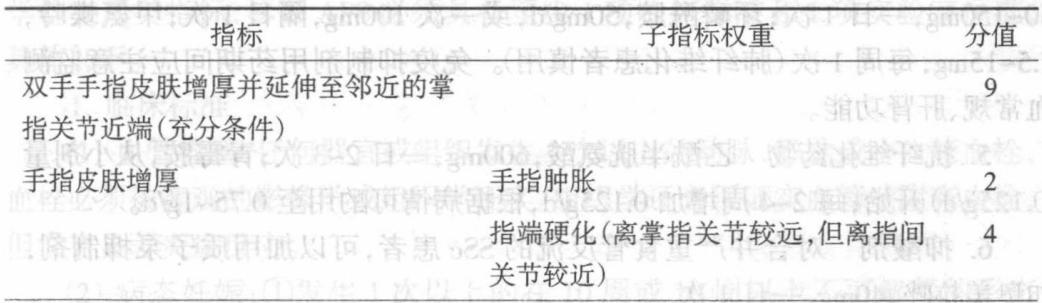 指标 子指标权重 分值
双手手指皮肤增厚并延伸至邻近的掌 9
指关节近端(充分条件)
手指皮肤增厚 手指肿胀 2
指端硬化(离掌指关节较远,但离指间 4
关节较近)